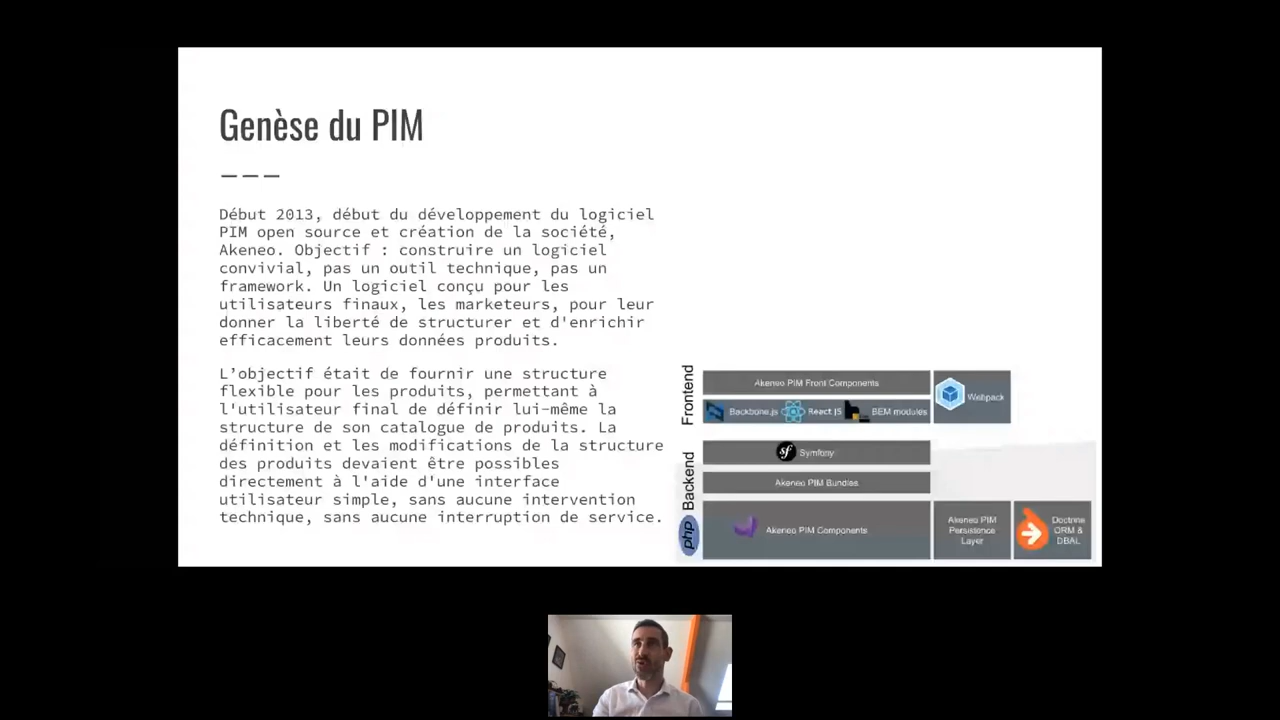 Genèse du PIM
Début 2013, début du développement du logiciel
PIM open source et création de la société,
Akeneo. Objectif : construire un logiciel
convivial, pas un outil technique, pas un
framework. Un logiciel conçu pour les
utilisateurs finaux, les marketeurs, pour leur
donner la liberté de structurer et d'enrichir
efficacement leurs données produits.
L’objectif était de fournir une structure
flexible pour les produits, permettant à
l'utilisateur final de définir lui-même la
structure de son catalogue de produits. La
définition et les modifications de la structure
des produits devaient être possibles
directement à l'aide d'une interface
utilisateur simple, sans aucune intervention
technique, sans aucune interruption de service.
Frontend
Akeneo PIM Front Components
Backbone.js React JS BEM modules
Webpack
Backend
php
sf Symfony
Akeneo PIM Bundles
Akeneo PIM Components
Akeneo PIM
Persistence
Layer
Doctrine
ORM &
DBAL